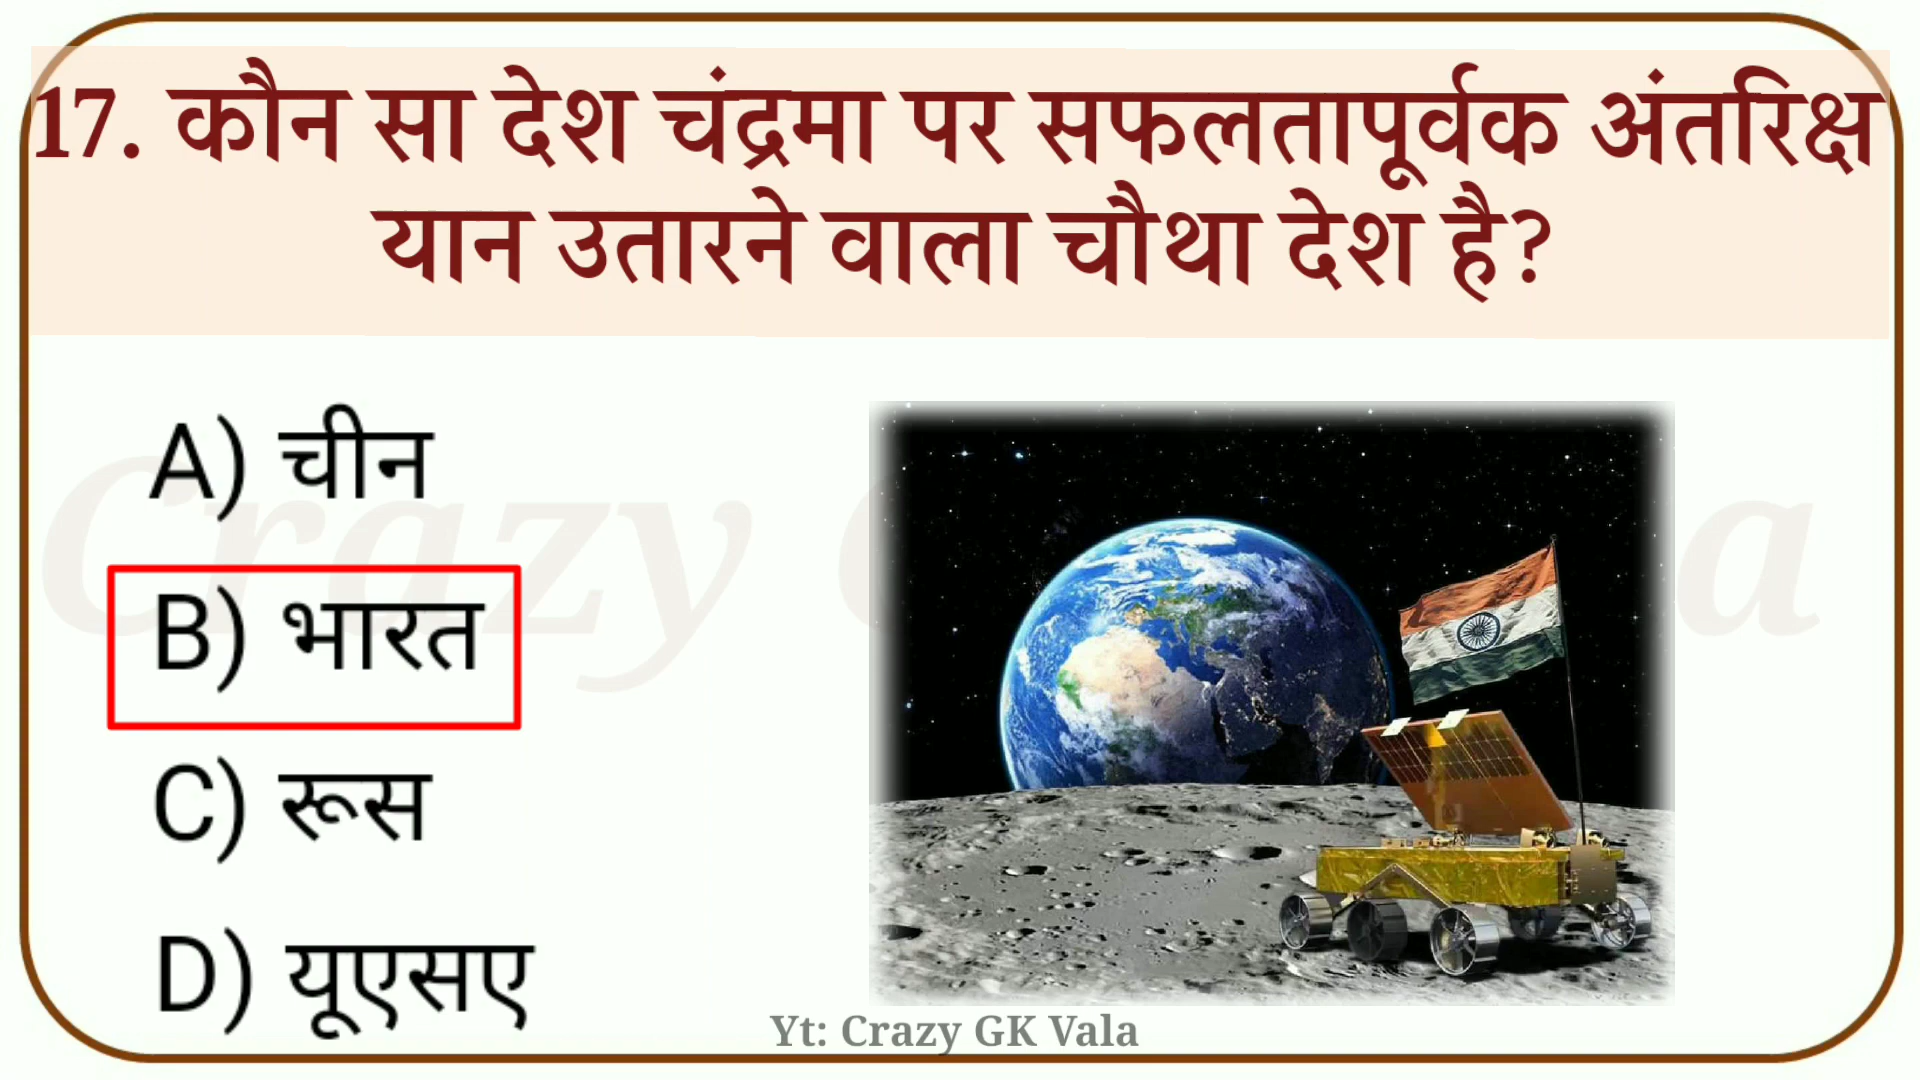 17. कौन सा देश चंद्रमा पर सफलतापूर्वक अंतरिक्ष
यान उतारने वाला चौथा देश है?
A) चीन
B) भारत
C) रूस
D) यूएसए
Yt: Crazy GK Vala